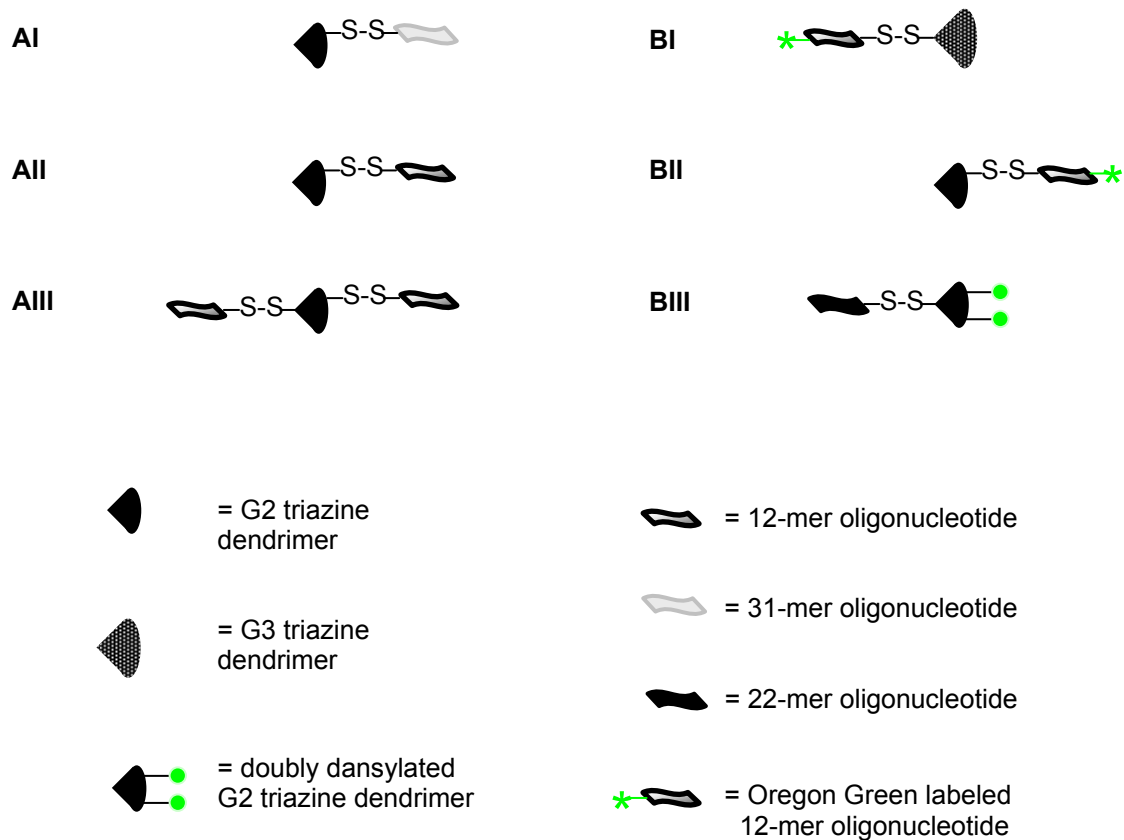 AI
S-S
BI
S-S
AII
S-S
BII
S-S
AIII
S-S
S-S
BIII
S-S
= G2 triazine
dendrimer
= G3 triazine
dendrimer
= doubly dansylated
G2 triazine dendrimer
= 12-mer oligonucleotide
= 31-mer oligonucleotide
= 22-mer oligonucleotide
= Oregon Green labeled
12-mer oligonucleotide